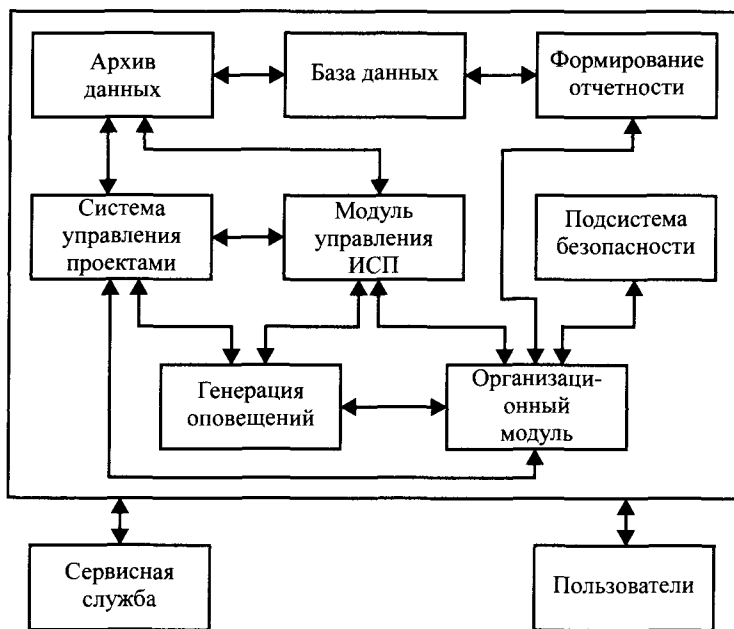 Архив
данных
База данных
Формирование
отчетности
Система
управления
проектами
Модуль
управления
ИСП
Подсистема
безопасности
Генерация
оповещений
Организаци-
онный
модуль
Сервисная
служба
Пользователи